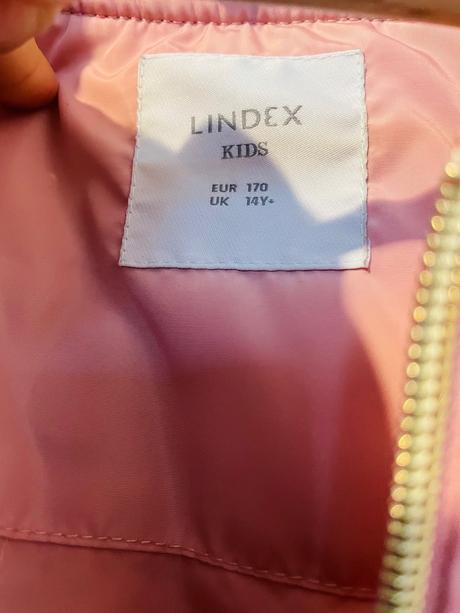 LINDEX
KIDS
EUR 170
UK 14Y+